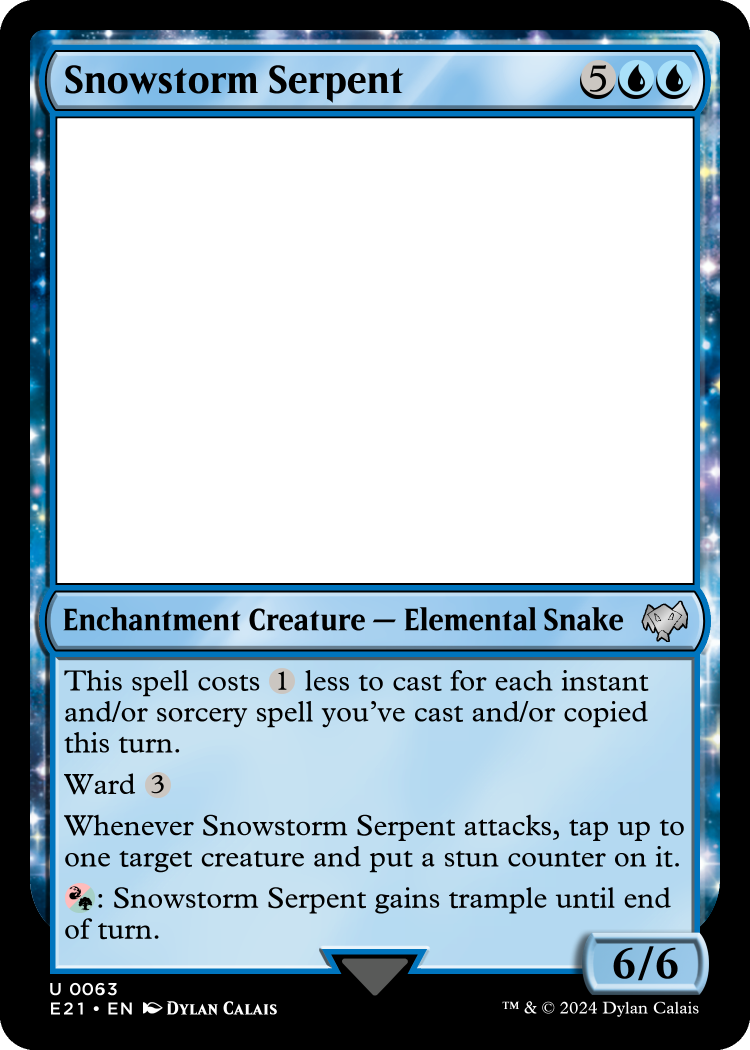 Snowstorm Serpent 5
Enchantment Creature — Elemental Snake
This spell costs 1 less to cast for each instant
and/or sorcery spell you've cast and/or copied
this turn.
Ward 3
Whenever Snowstorm Serpent attacks, tap up to
one target creature and put a stun counter on it.
: Snowstorm Serpent gains trample until end
of turn.
6/6
U 0063
E21 • EN Dylan Calais
™ & © 2024 Dylan Calais